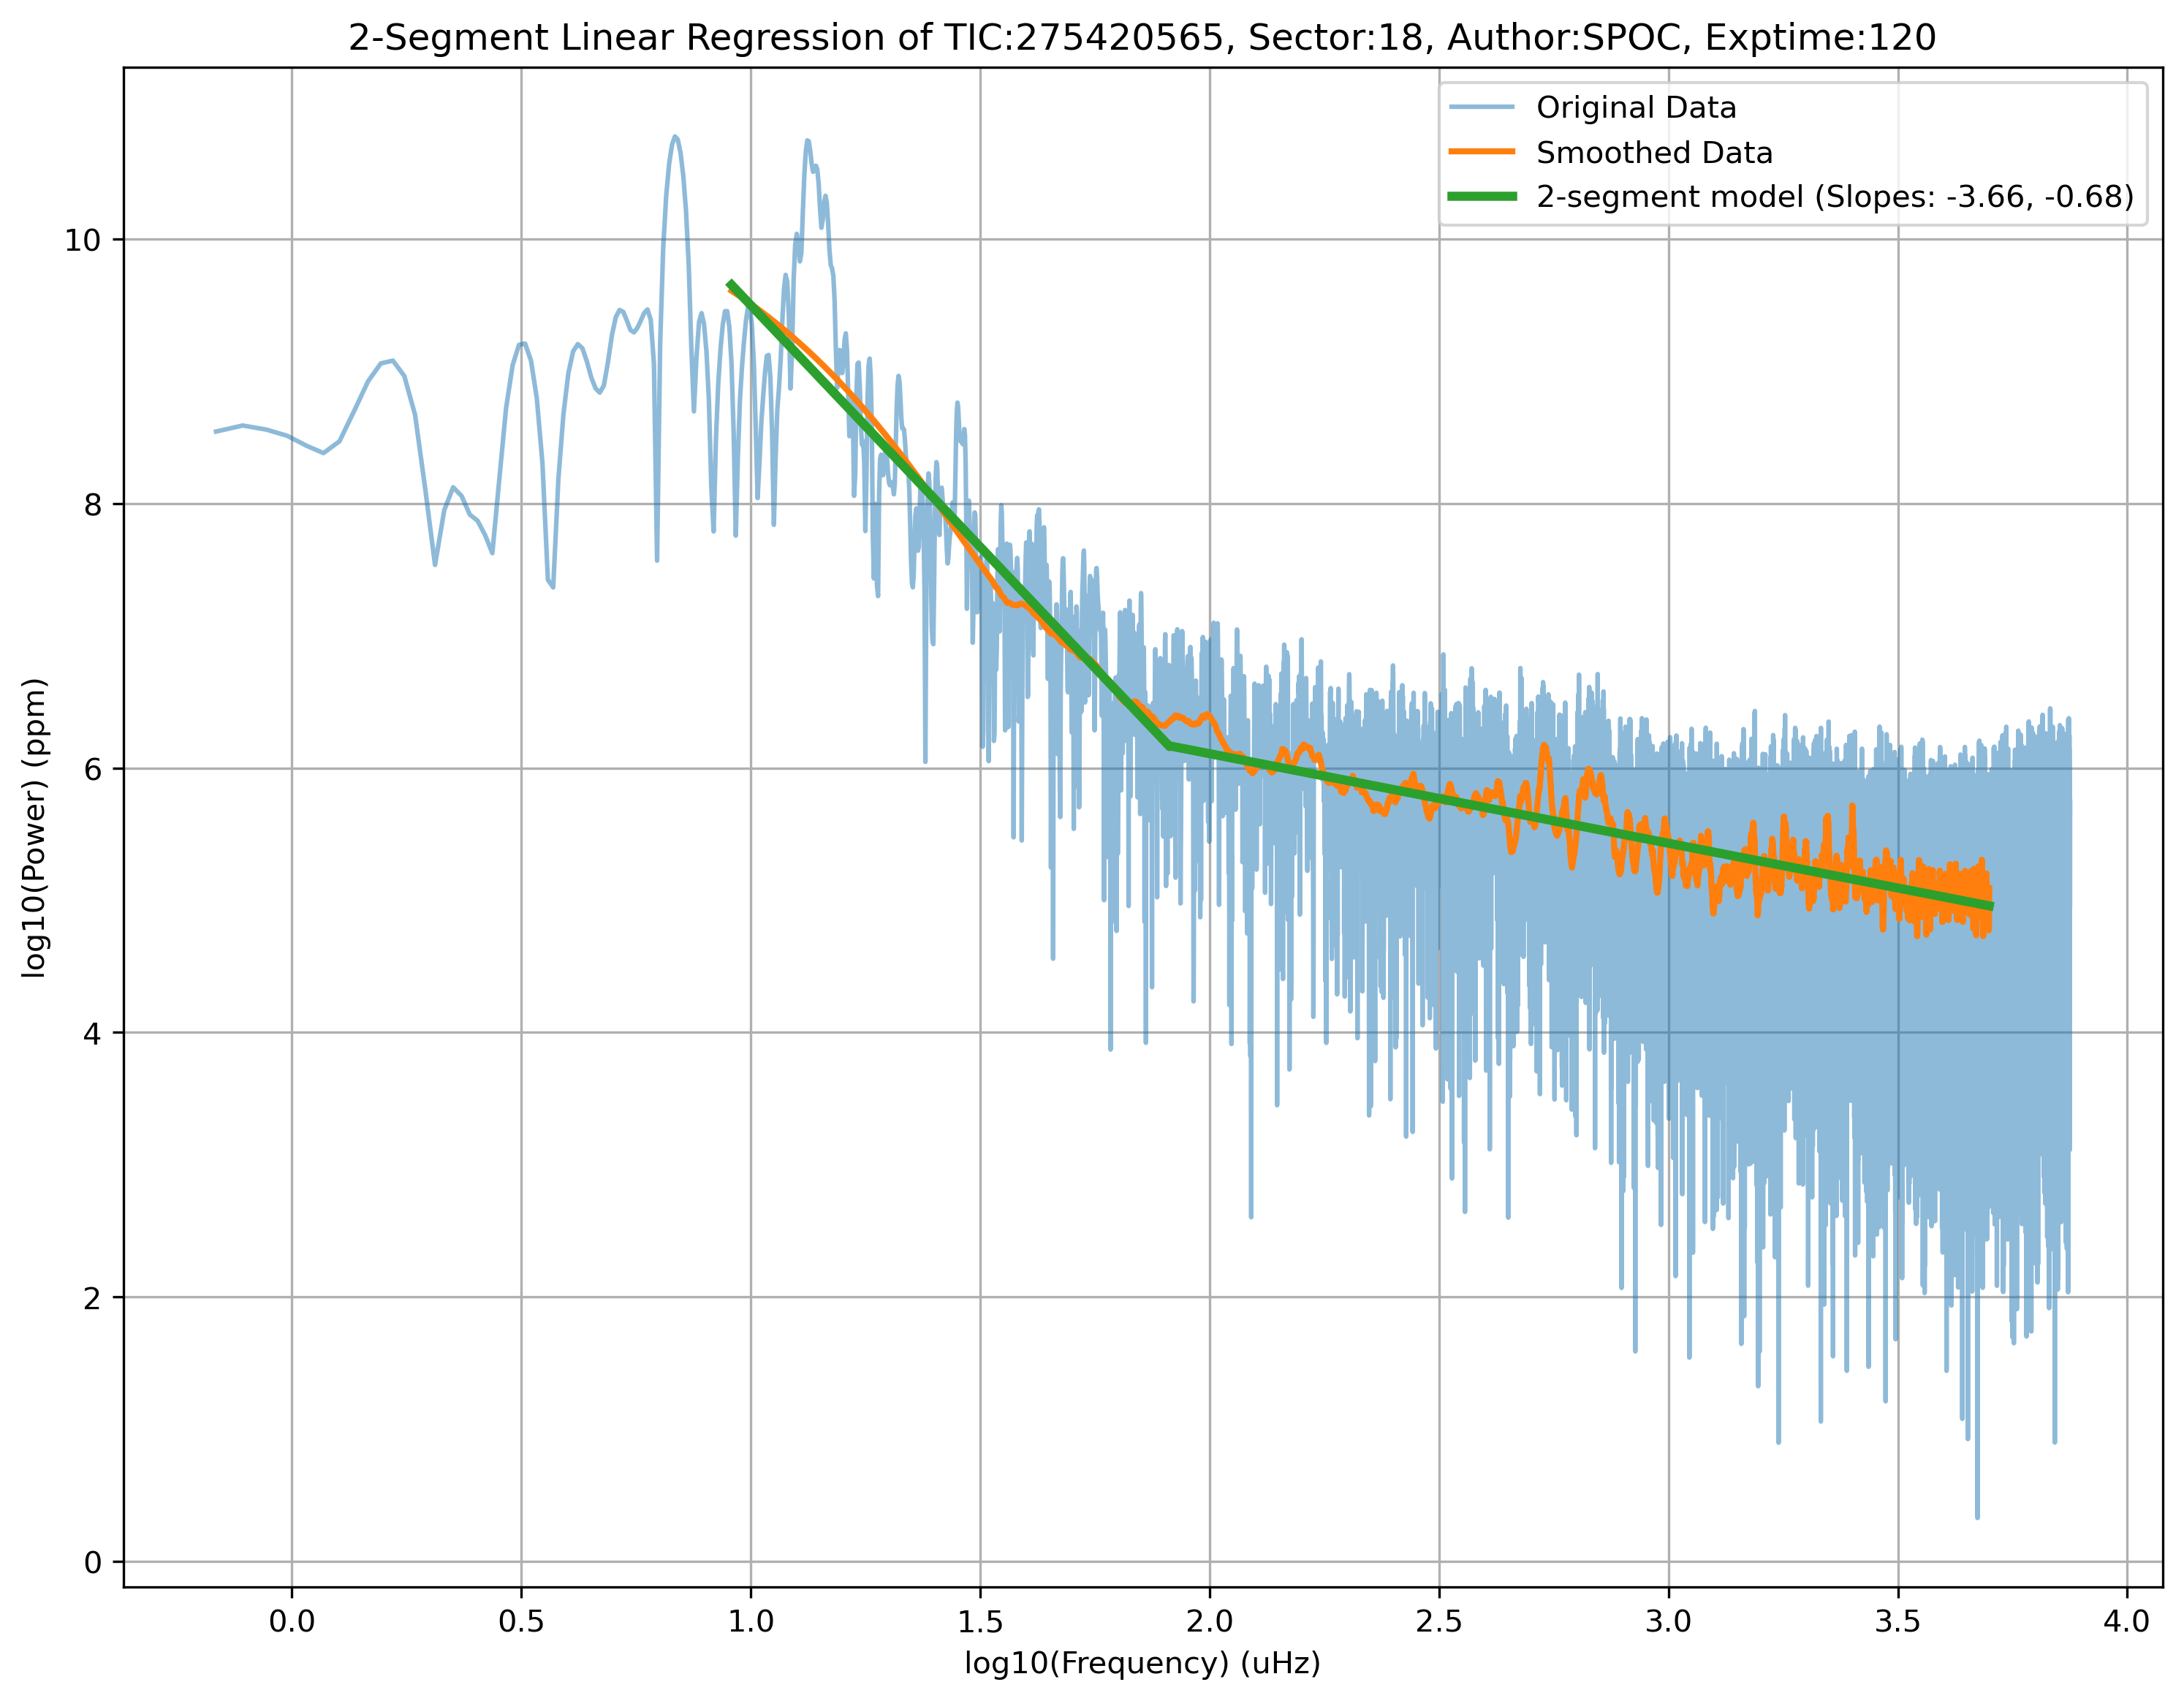 2-Segment Linear Regression of TIC:275420565, Sector:18, Author:SPOC, Exptime:120
Original Data
Smoothed Data
2-segment model (Slopes: -3.66, -0.68)
log10(Power) (ppm)
10
8
6
4
2
0
0.0 0.5 1.0 1.5 2.0 2.5 3.0 3.5 4.0
log10(Frequency) (uHz)